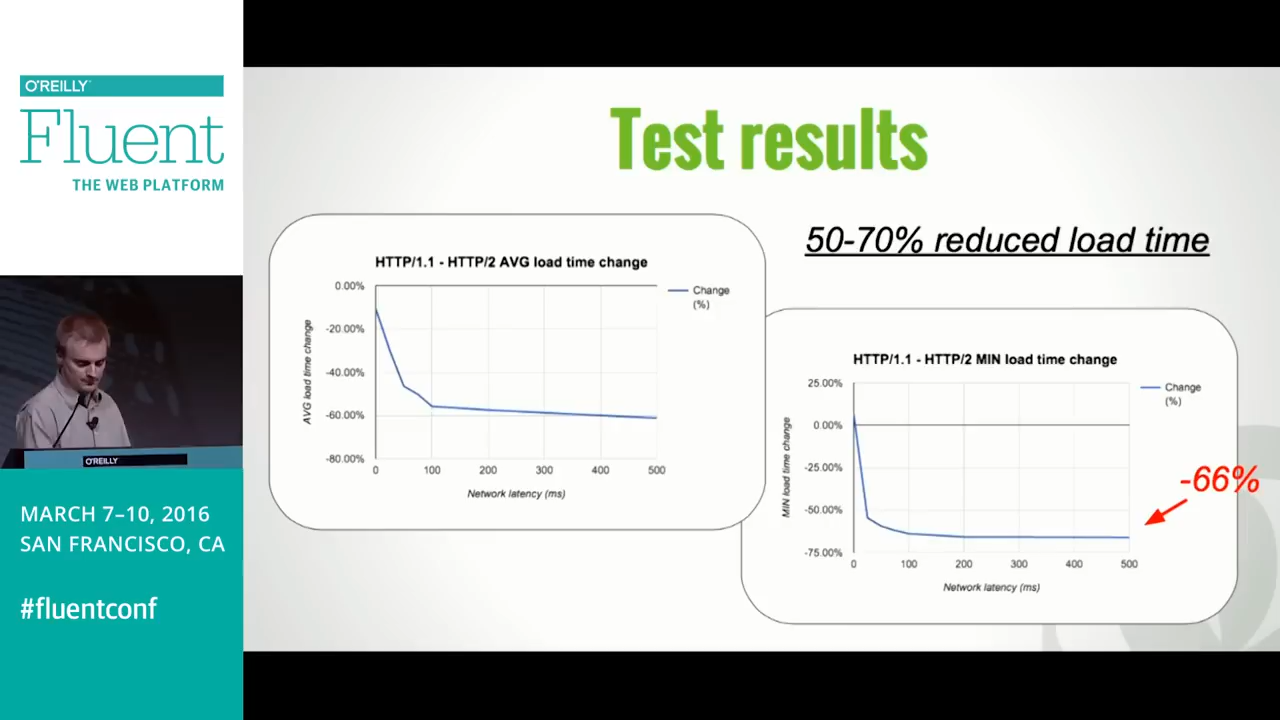 O'REILLY
Fluent
THE WEB PLATFORM
Test results
50-70% reduced load time
HTTP/1.1 - HTTP/2 AVG load time change
Change
(%)
AVG load time change
0.00%
-20.00%
-40.00%
-60.00%
-80.00%
0 100 200 300 400 500
Network latency (ms)
HTTP/1.1 - HTTP/2 MIN load time change
Change
(%)
MIN load time change
25.00%
0.00%
-25.00%
-50.00%
-75.00%
0 100 200 300 400 500
Network latency (ms)
-66%
O'REILLY
MARCH 7–10, 2016
SAN FRANCISCO, CA
#fluentconf